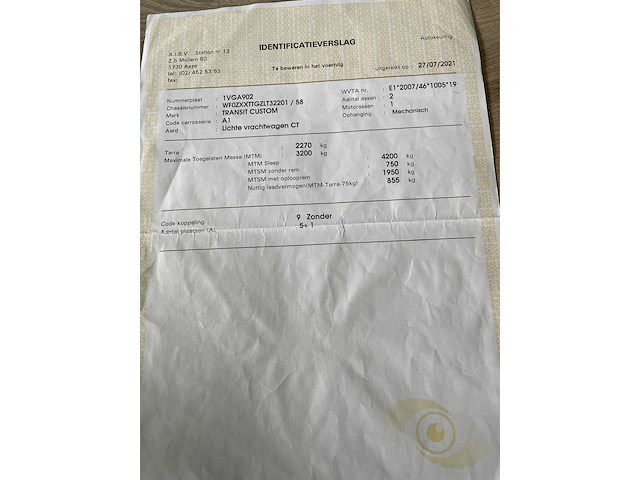 A.I.B.V. Station nr 13
Z.5 Mollem 60
1730 Asse
tel: (02) 452 53 53
fax:
IDENTIFICATIEVERSLAG
Autokeuring
Te bewaren in het voertuig
uitgereikt op : 27/07/2021
Nummerplaat : 1VGA902
Chassisnummer : WF0ZXXTTGZLT32201 / 58
Merk : TRANSIT CUSTOM
Code carrosserie : A1
Aard : Lichte vrachtwagen CT
WVTA nr. : E1*2007/46*1005*19
Aantal assen : 2
Motorassen : 1
Ophanging : Mechanisch
Tarra : 2270 kg
Maximale Toegelaten Massa (MTM) : 3200 kg 4200 kg
MTM Sleep : 750 kg
MTSM zonder rem : 1950 kg
MTSM met oplooprem : 855 kg
Nuttig laadvermogen(MTM-Tarra-75kg)
Code koppeling : 9 Zonder
Aantal plaatsen (A) : 5+ 1